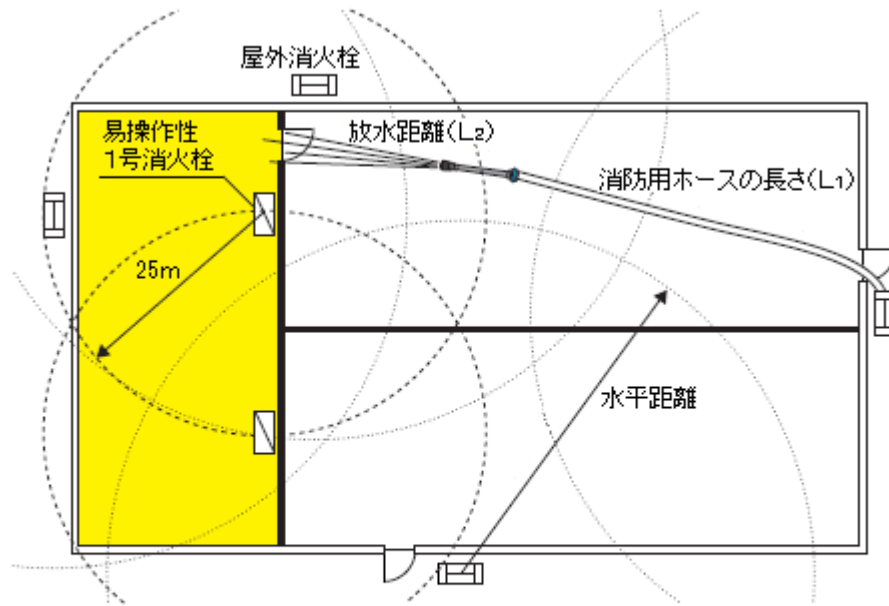 屋外消火栓
易操作性
1号消火栓
放水距離(L₂)
消防用ホースの長さ(L₁)
25m
水平距離